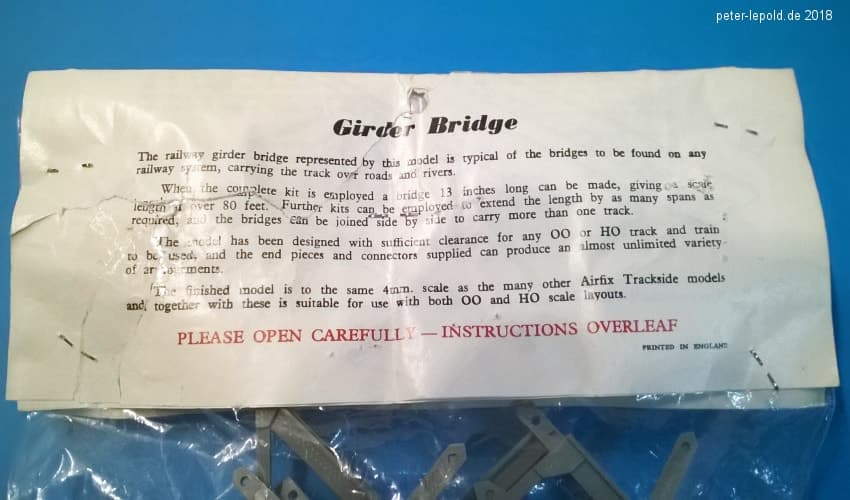 peter-lepold.de 2018
Girder Bridge
The railway girder bridge represented by this model is typical of the bridges to be found on any
railway system, carrying the track over roads and rivers.
When the complete kit is employed a bridge 13 inches long can be made, giving a scale
length of over 80 feet. Further kits can be employed to extend the length by as many spans as
required, and the bridges can be joined side by side to carry more than one track.
The model has been designed with sufficient clearance for any OO or HO track and train
to be used, and the end pieces and connectors supplied can produce an almost unlimited variety
of
The finished model is to the same 4mm. scale as the many other Airfix Trackside models
and, together with these is suitable for use with both OO and HO scale layouts.
PLEASE OPEN CAREFULLY — INSTRUCTIONS OVERLEAF
PRINTED IN ENGLAND